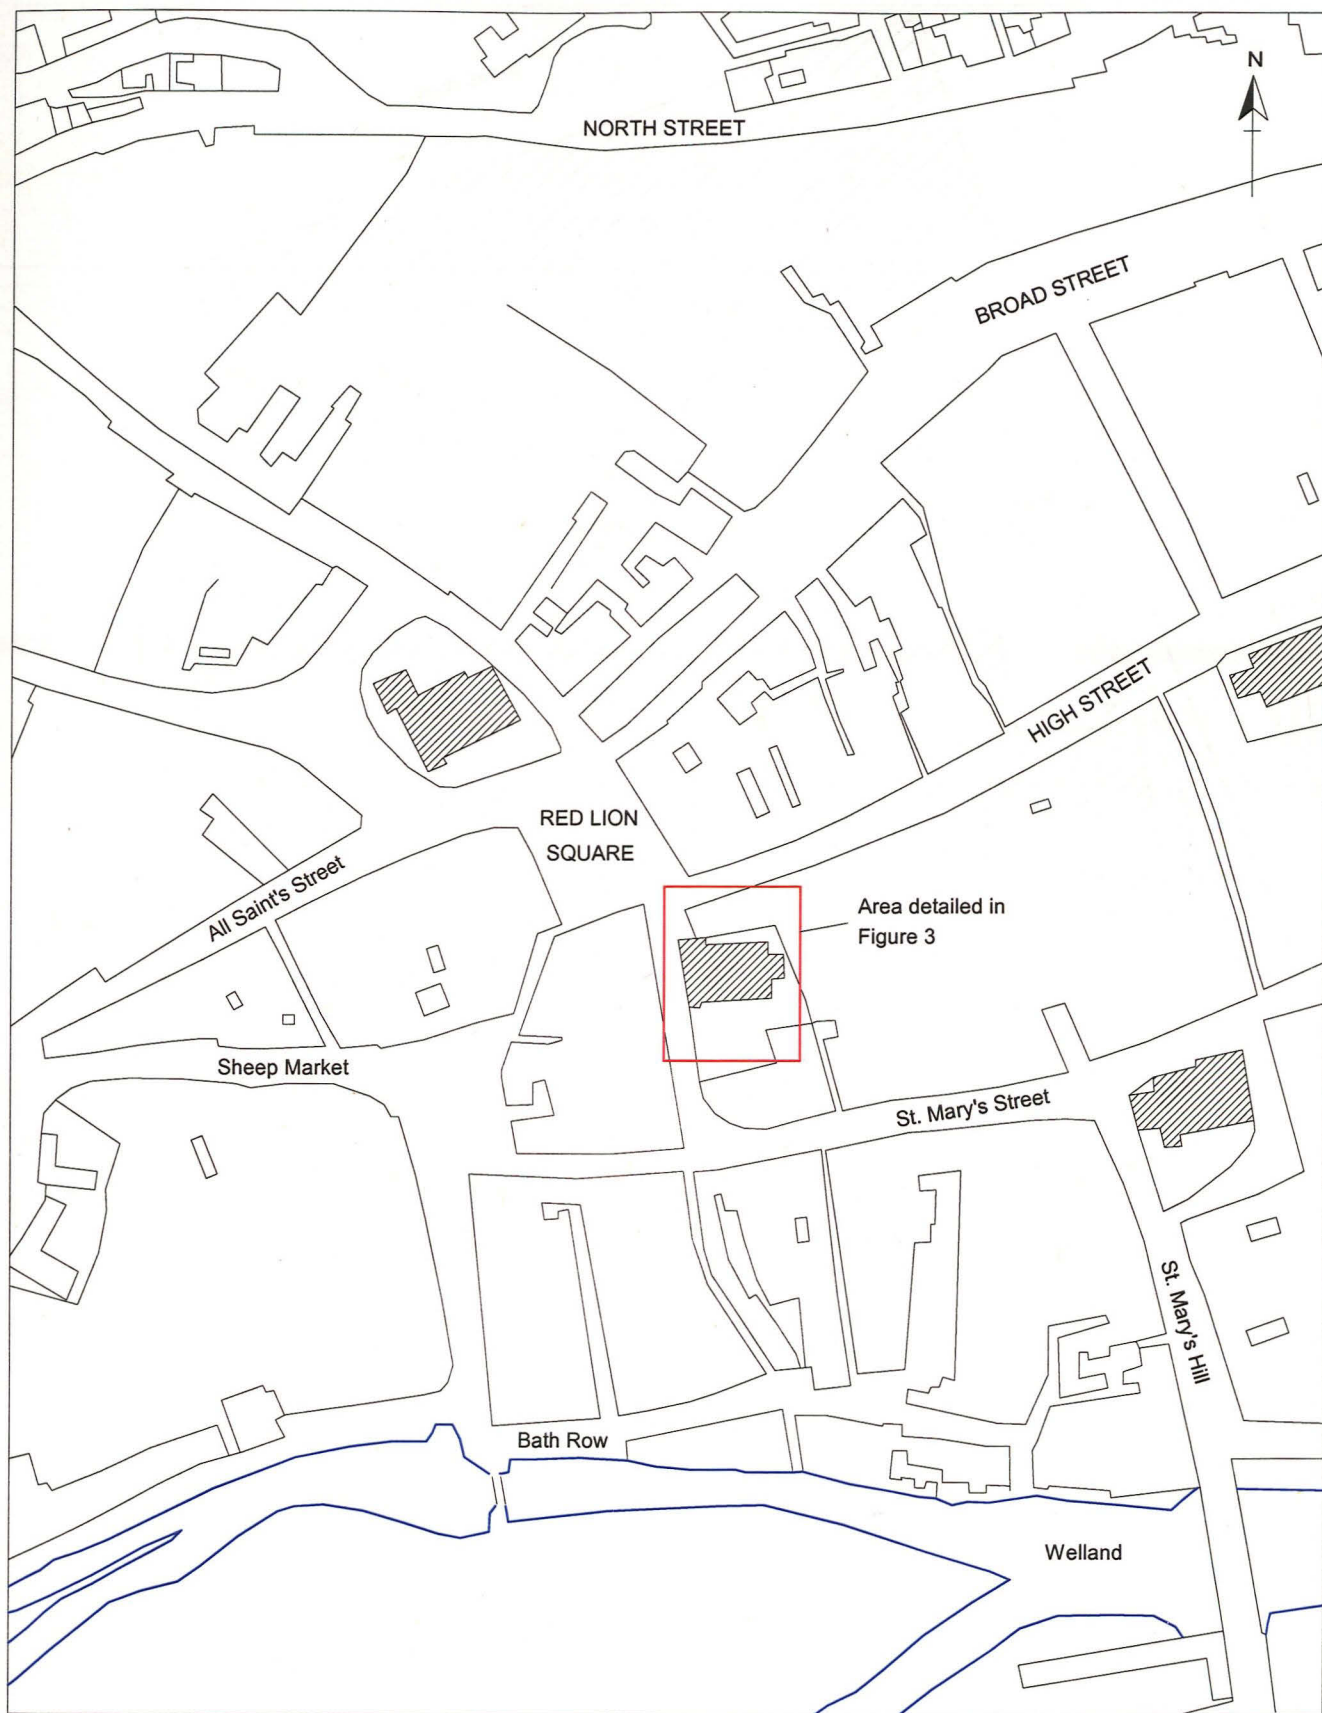 N
NORTH STREET
BROAD STREET
HIGH STREET
RED LION
SQUARE
All Saint's Street
Area detailed in
Figure 3
Sheep Market
St. Mary's Street
St. Mary's Hill
Bath Row
Welland